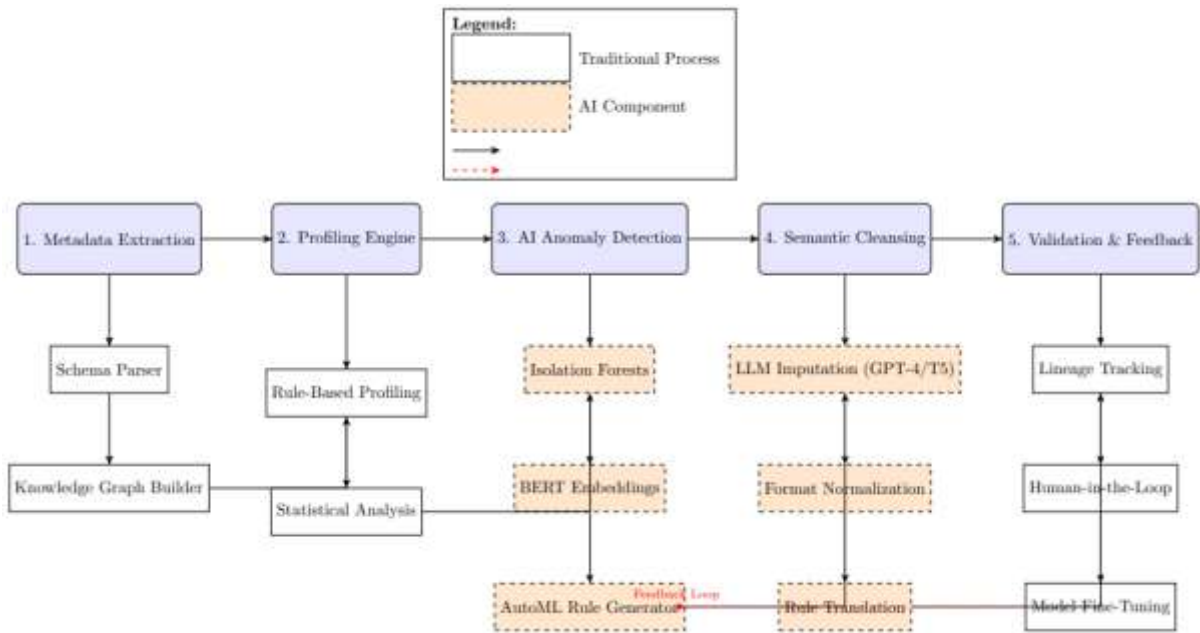 Legend:
Traditional Process
AI Component
1. Metadata Extraction
2. Profiling Engine
3. AI Anomaly Detection
4. Semantic Cleansing
5. Validation & Feedback
Schema Parser
Rule-Based Profiling
Isolation Forests
LLM Imputation (GPT-4/T5)
Lineage Tracking
Knowledge Graph Builder
Statistical Analysis
BERT Embeddings
Format Normalization
Human-in-the-Loop
AutoML Rule Generator
Feedback Loop
Rule Translation
Model Fine-Tuning